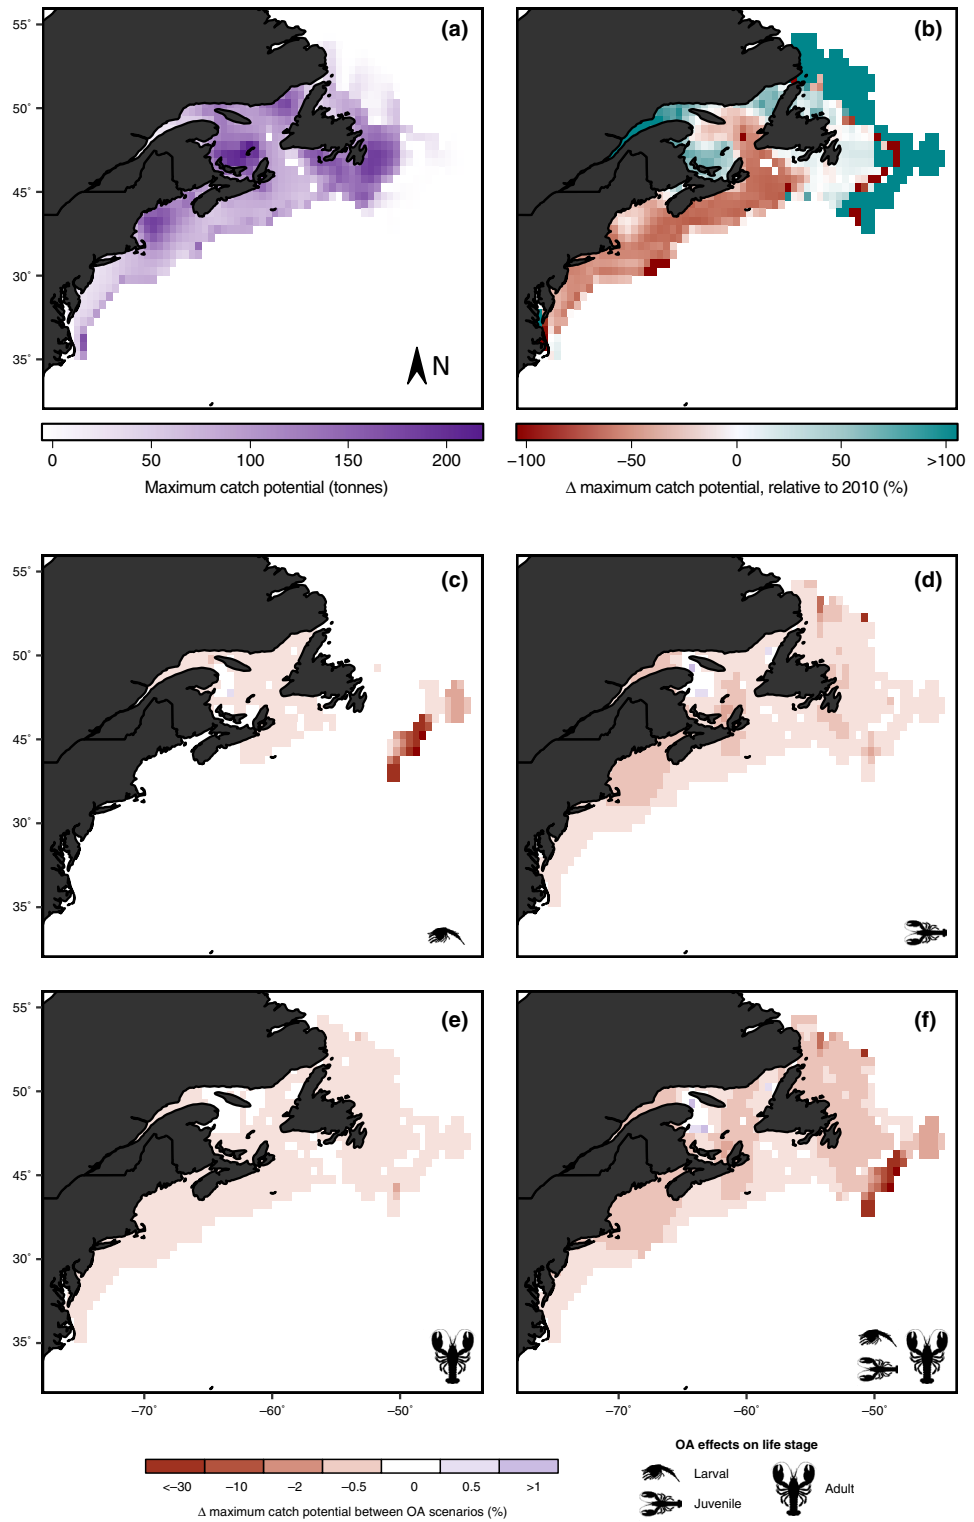 (a)
(b)
55°
50°
45°
30°
35°
N
0 50 100 150 200
Maximum catch potential (tonnes)
−100 −50 0 50 >100
Δ maximum catch potential, relative to 2010 (%)
(c)
(d)
55°
50°
45°
30°
35°
(e)
(f)
55°
50°
45°
30°
35°
−70° −60° −50°
−70° −60° −50°
<−30 −10 −2 −0.5 0 0.5 >1
Δ maximum catch potential between OA scenarios (%)
OA effects on life stage
Larval
Juvenile
Adult